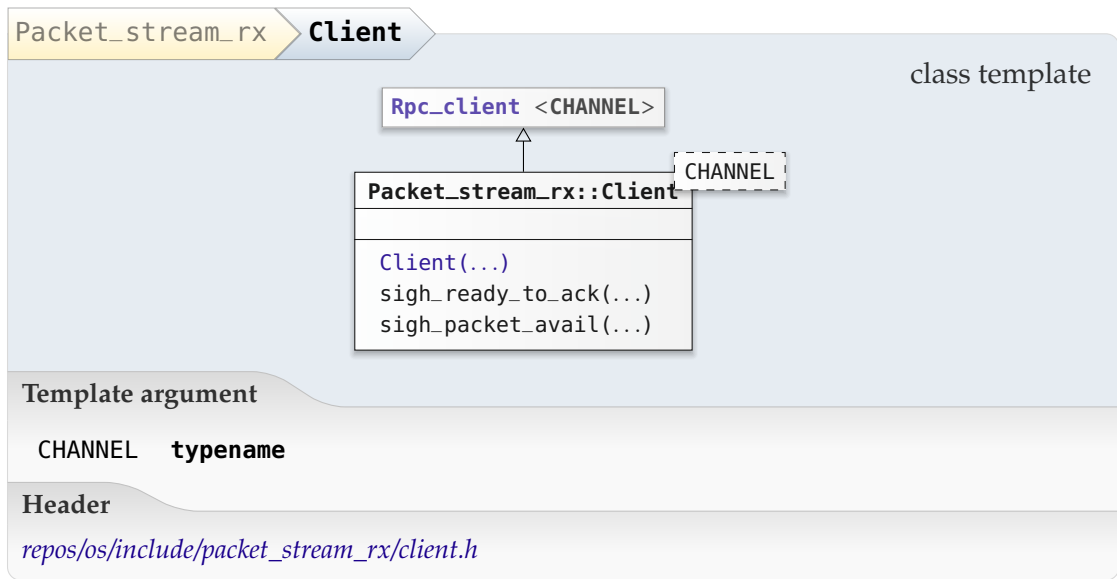 Packet_stream_rx Client
class template
Rpc_client <CHANNEL>
CHANNEL
Packet_stream_rx::Client
Client(...)
sigh_ready_to_ack(...)
sigh_packet_avail(...)
Template argument
CHANNEL typename
Header
repos/os/include/packet_stream_rx/client.h